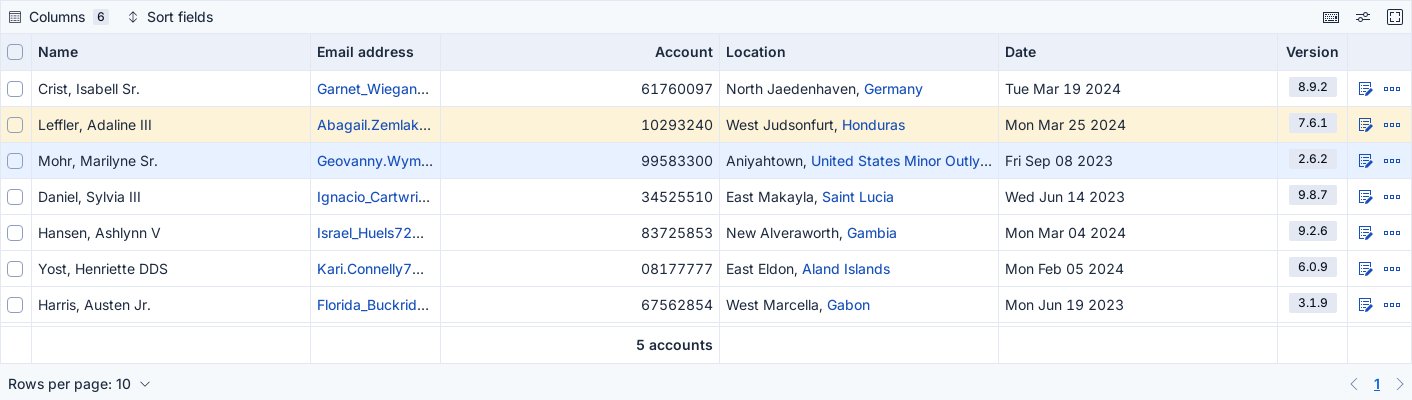 Columns 6 Sort fields
Name Email address Account Location Date Version
Crist, Isabell Sr. Garnet_Wiegan... 61760097 North Jaedenhaven, Germany Tue Mar 19 2024 8.9.2
Leffler, Adaline III Abagail.Zemlak... 10293240 West Judsonfurt, Honduras Mon Mar 25 2024 7.6.1
Mohr, Marilyne Sr. Geovanny.Wym... 99583300 Aniyahtown, United States Minor Outly... Fri Sep 08 2023 2.6.2
Daniel, Sylvia III Ignacio_Cartwri... 34525510 East Makayla, Saint Lucia Wed Jun 14 2023 9.8.7
Hansen, Ashlynn V Israel_Huels72... 83725853 New Alveraworth, Gambia Mon Mar 04 2024 9.2.6
Yost, Henriette DDS Kari.Connelly7... 08177777 East Eldon, Aland Islands Mon Feb 05 2024 6.0.9
Harris, Austen Jr. Florida_Buckrid... 67562854 West Marcella, Gabon Mon Jun 19 2023 3.1.9
5 accounts
Rows per page: 10 1